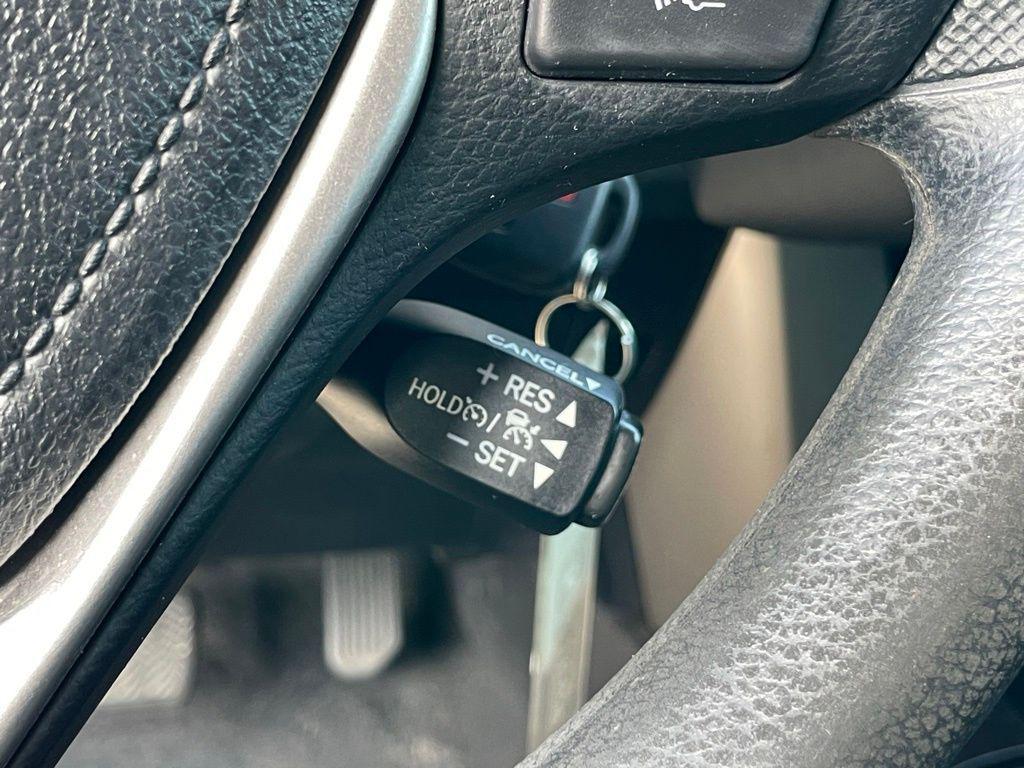 CANCEL▼
+ RES ▲
HOLD / ◀
− SET ▼